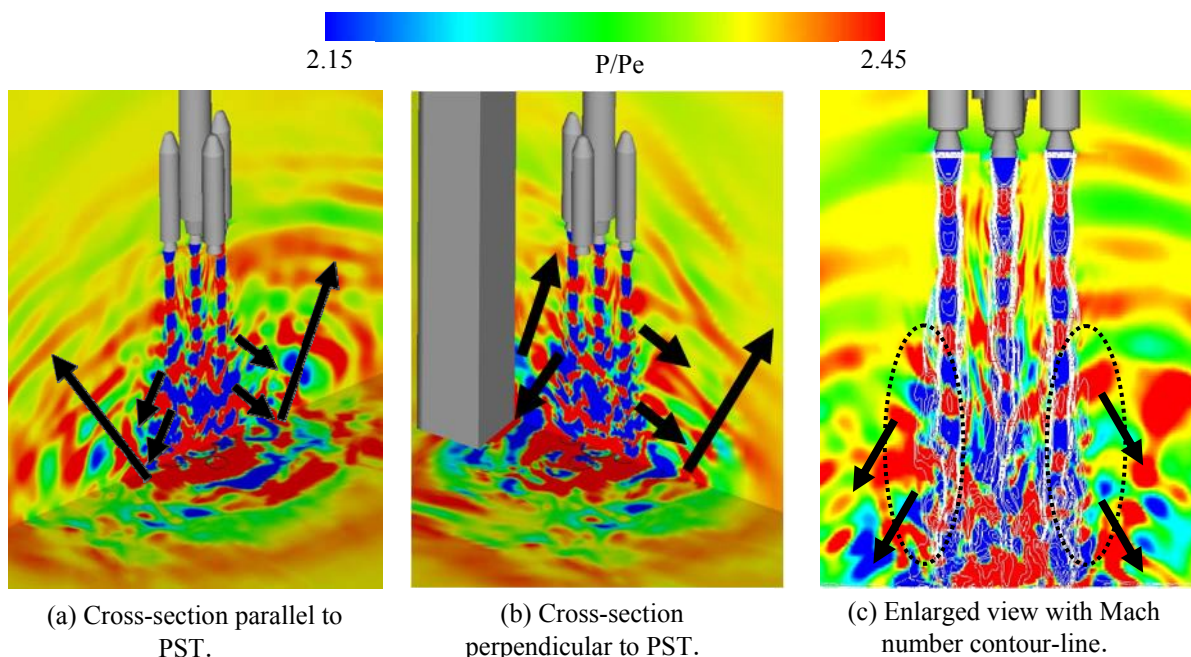 2.15
P/Pe
2.45
(a) Cross-section parallel to
PST.
(b) Cross-section
perpendicular to PST.
(c) Enlarged view with Mach
number contour-line.